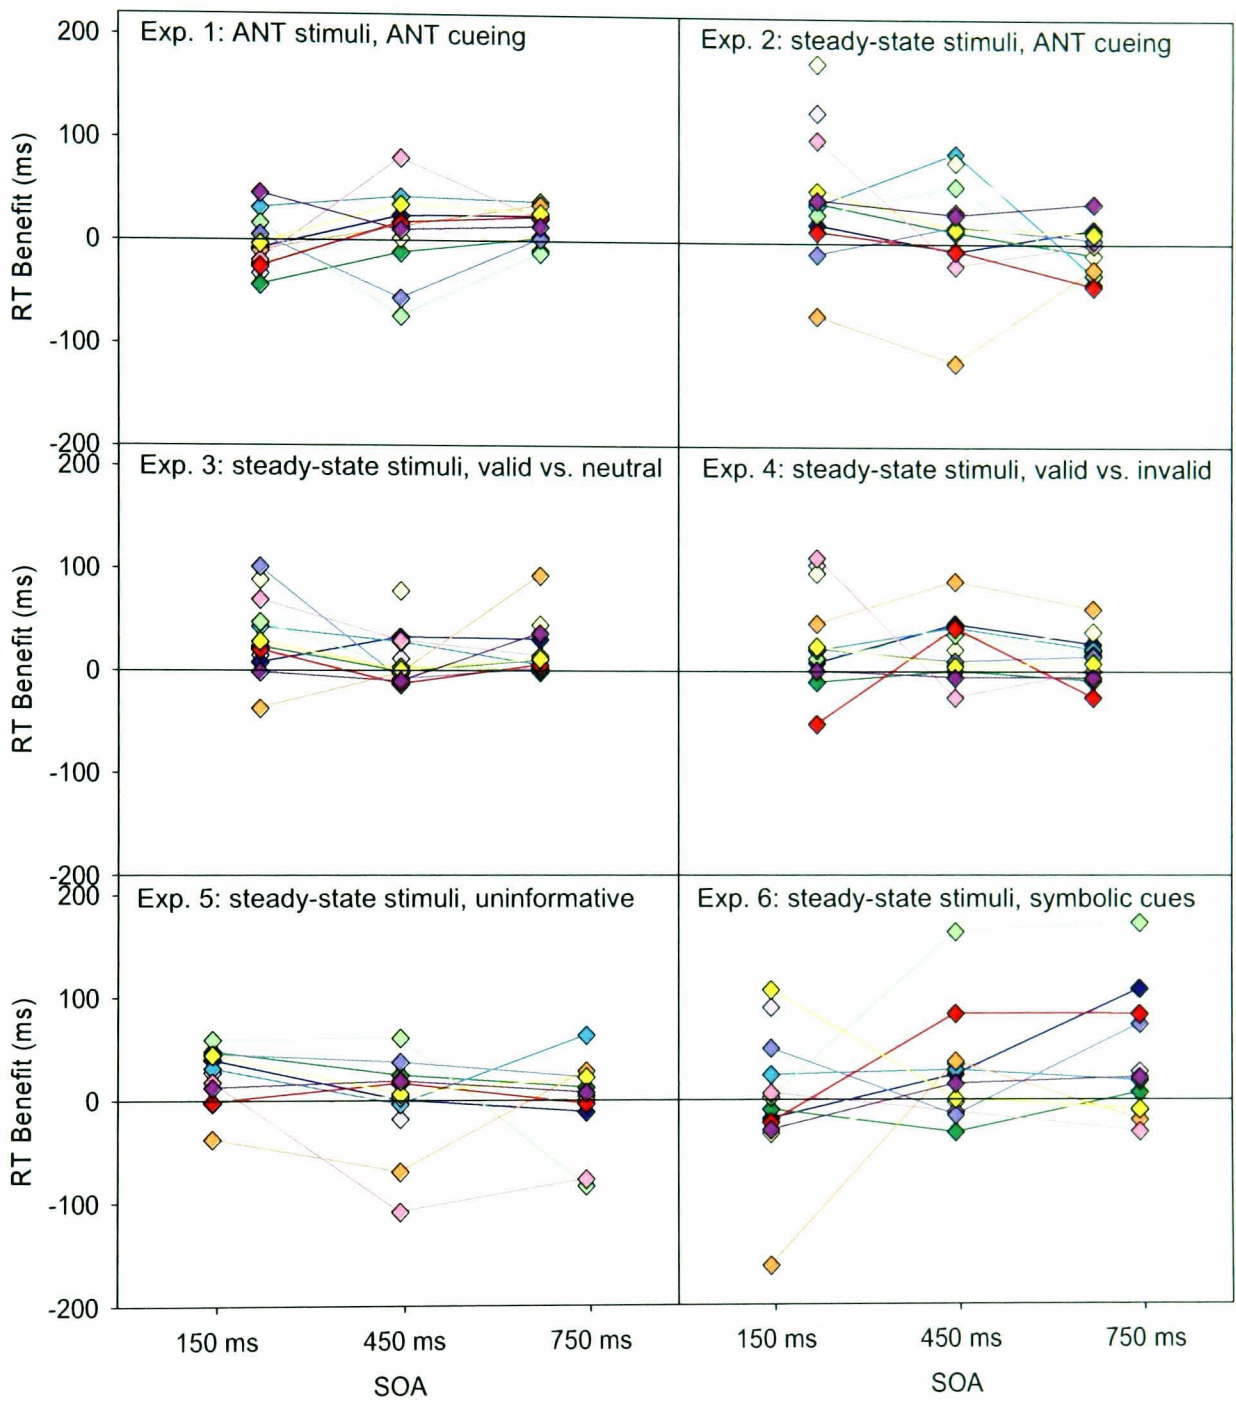 Exp. 1: ANT stimuli, ANT cueing
Exp. 2: steady-state stimuli, ANT cueing
200
100
0
-100
-200
RT Benefit (ms)
Exp. 3: steady-state stimuli, valid vs. neutral
Exp. 4: steady-state stimuli, valid vs. invalid
200
100
0
-100
-200
RT Benefit (ms)
Exp. 5: steady-state stimuli, uninformative
Exp. 6: steady-state stimuli, symbolic cues
200
100
0
-100
-200
RT Benefit (ms)
150 ms 450 ms 750 ms 150 ms 450 ms 750 ms
SOA SOA